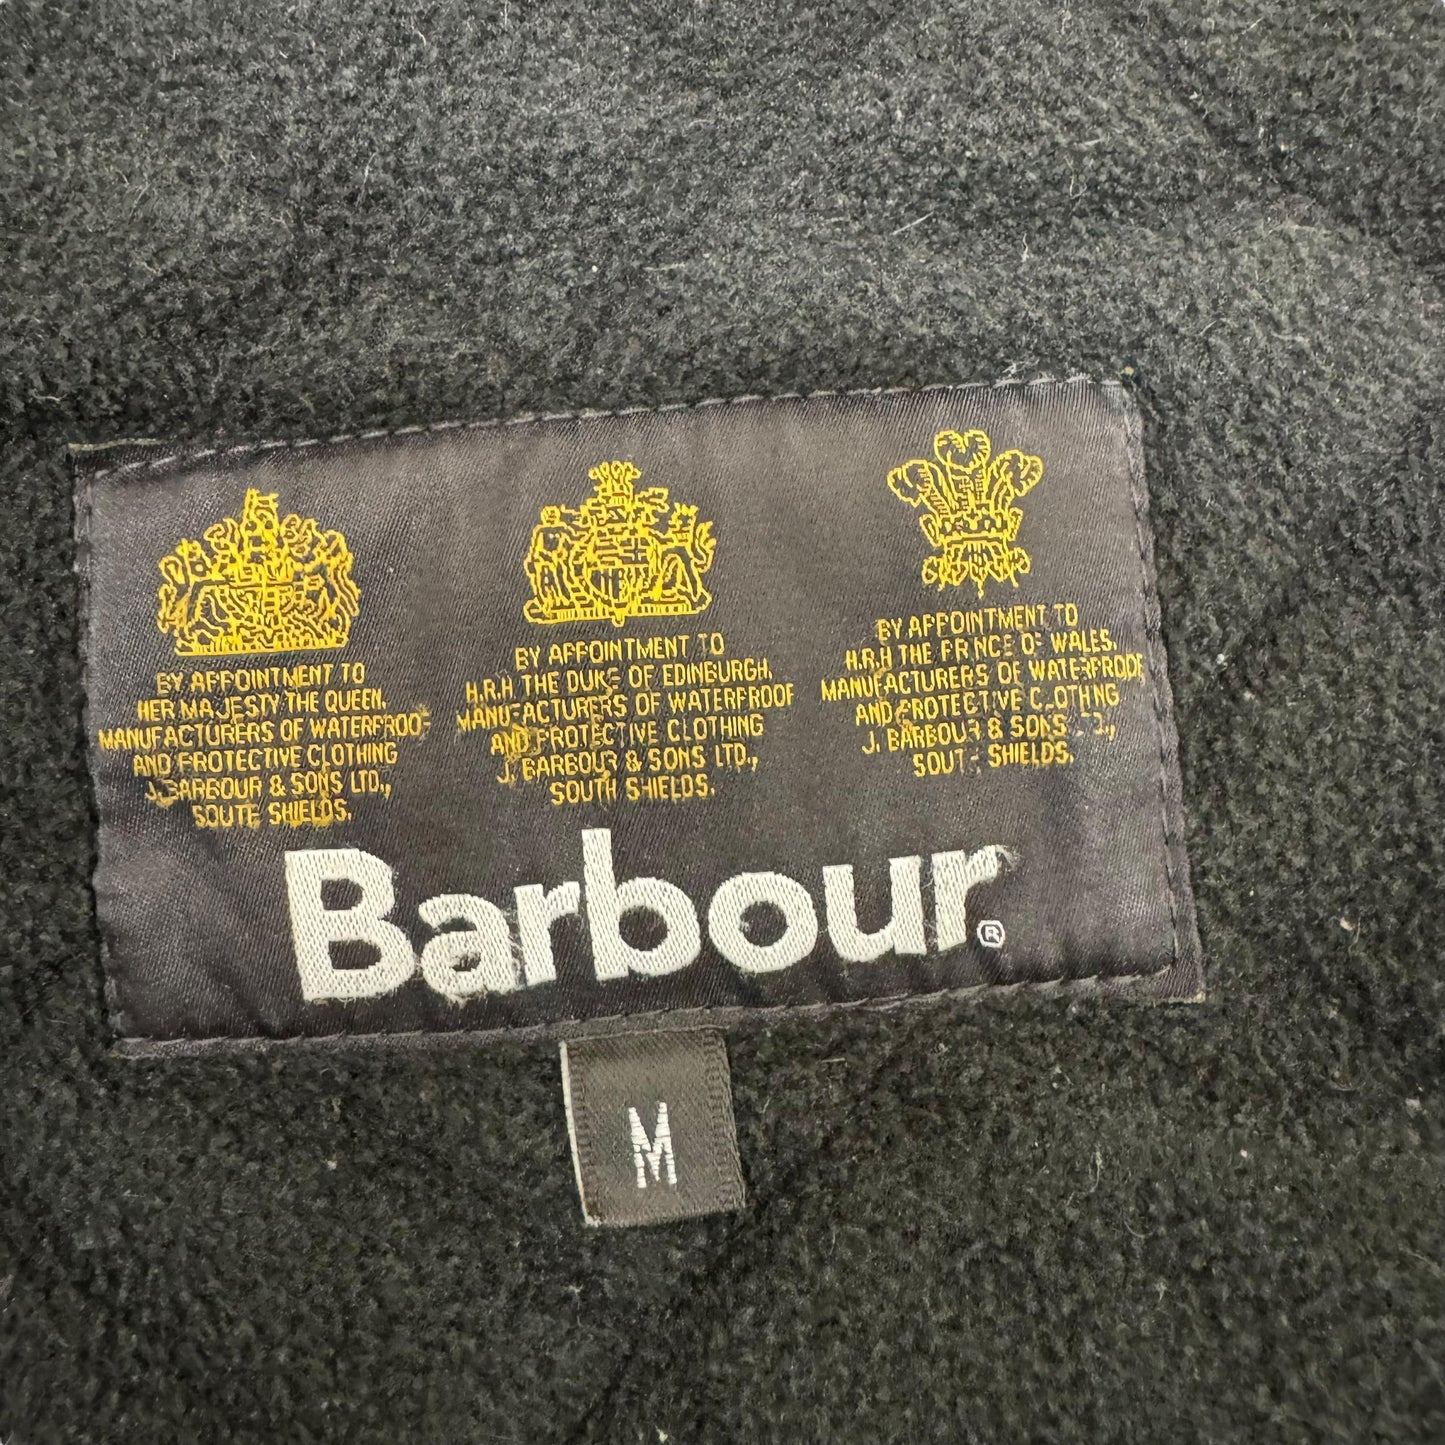 BY APPOINTMENT TO
HER MAJESTY THE QUEEN,
MANUFACTURERS OF WATERPROOF
AND PROTECTIVE CLOTHING
J. BARBOUR & SONS LTD.,
SOUTH SHIELDS.
BY APPOINTMENT TO
H.R.H THE DUKE OF EDINBURGH,
MANUFACTURERS OF WATERPROOF
AND PROTECTIVE CLOTHING
J. BARBOUR & SONS LTD.,
SOUTH SHIELDS.
BY APPOINTMENT TO
H.R.H THE PRINCE OF WALES,
MANUFACTURERS OF WATERPROOF
AND PROTECTIVE CLOTHING
J. BARBOUR & SONS LTD.,
SOUTH SHIELDS.
Barbour®
M